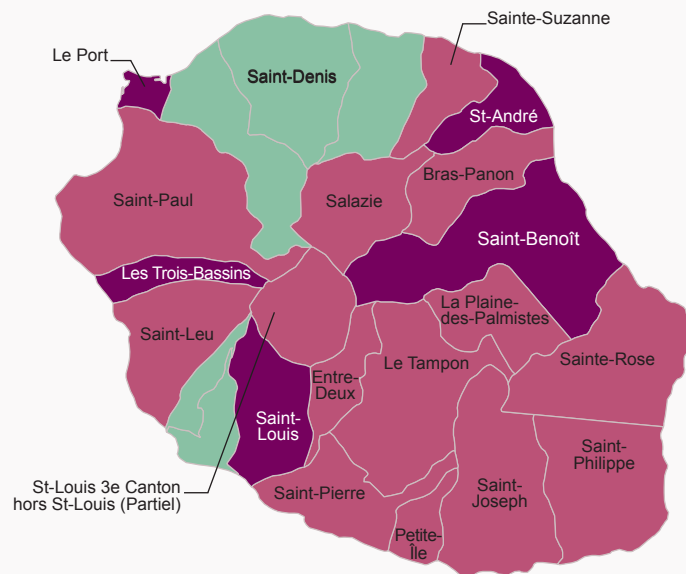 Sainte-Suzanne
Le Port
Saint-Denis
St-André
Bras-Panon
Saint-Paul
Salazie
Saint-Benoît
Les Trois-Bassins
La Plaine-
des-Palmistes
Saint-Leu
Sainte-Rose
Le Tampon
Entre-
Deux
Saint-
Louis
Saint-
Philippe
St-Louis 3e Canton
hors St-Louis (Partiel)
Saint-Pierre
Saint-
Joseph
Petite-
Île